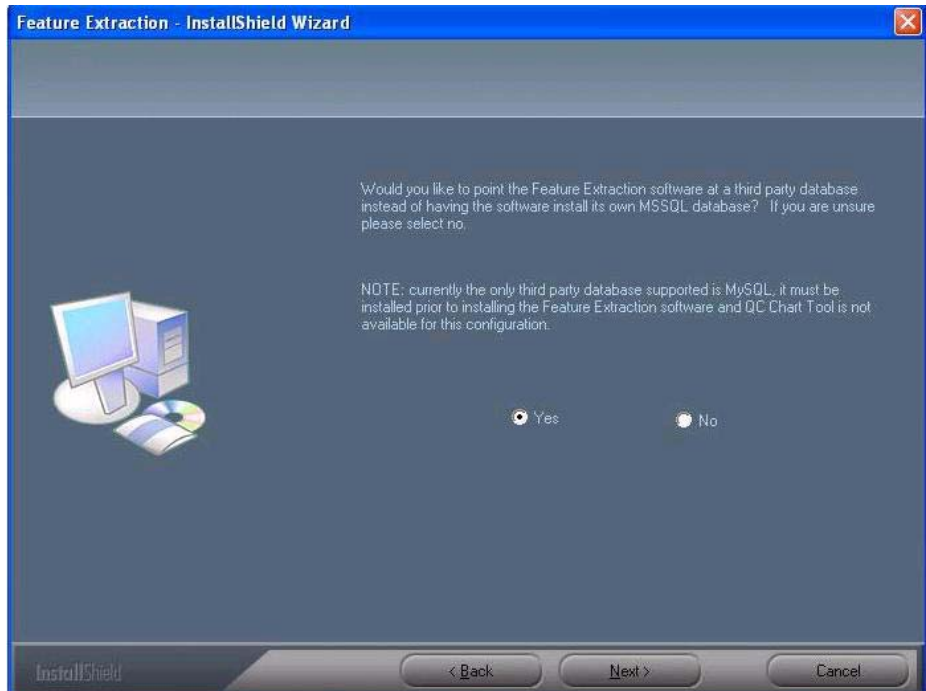 Feature Extraction - InstallShield Wizard
Would you like to point the Feature Extraction software at a third party database
instead of having the software install its own MSSQL database? If you are unsure
please select no.
NOTE: currently the only third party database supported is MySQL, it must be
installed prior to installing the Feature Extraction software and QC Chart Tool is not
available for this configuration.
Yes No
InstallShield
< Back Next > Cancel